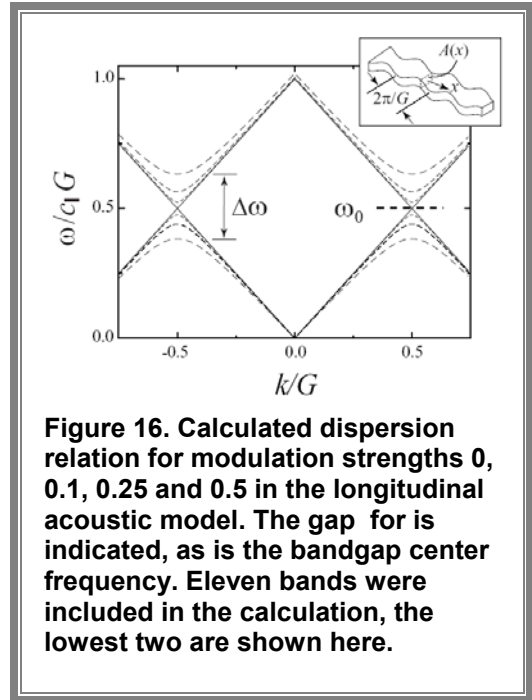 A(x)
x
2π/G
1.0
0.5
0.0
ω/c₁G
Δω
ω₀
-0.5 0.0 0.5
k/G
Figure 16. Calculated dispersion
relation for modulation strengths 0,
0.1, 0.25 and 0.5 in the longitudinal
acoustic model. The gap for is
indicated, as is the bandgap center
frequency. Eleven bands were
included in the calculation, the
lowest two are shown here.